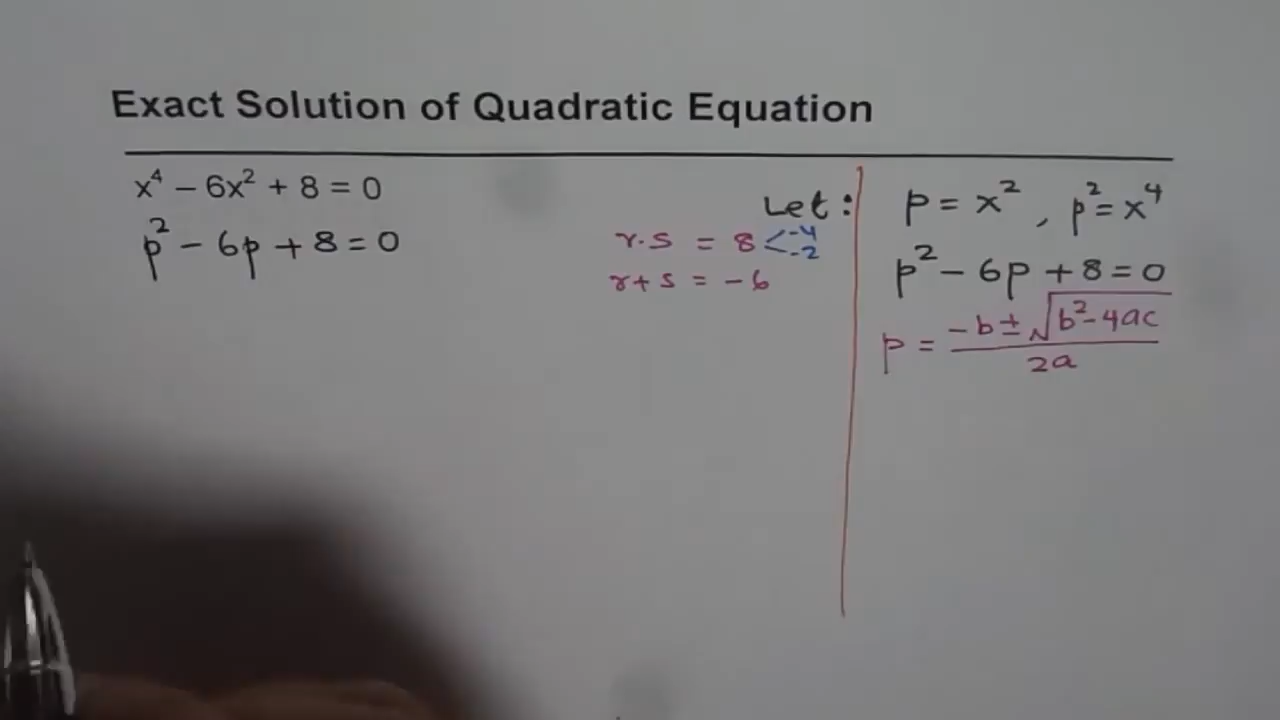 Exact Solution of Quadratic Equation
x⁴ − 6x² + 8 = 0
p² − 6p + 8 = 0
r·s = 8 < -4 -2
r+s = −6
Let: p = x², p² = x⁴
p² − 6p + 8 = 0
p = (−b ± √(b² − 4ac)) / 2a